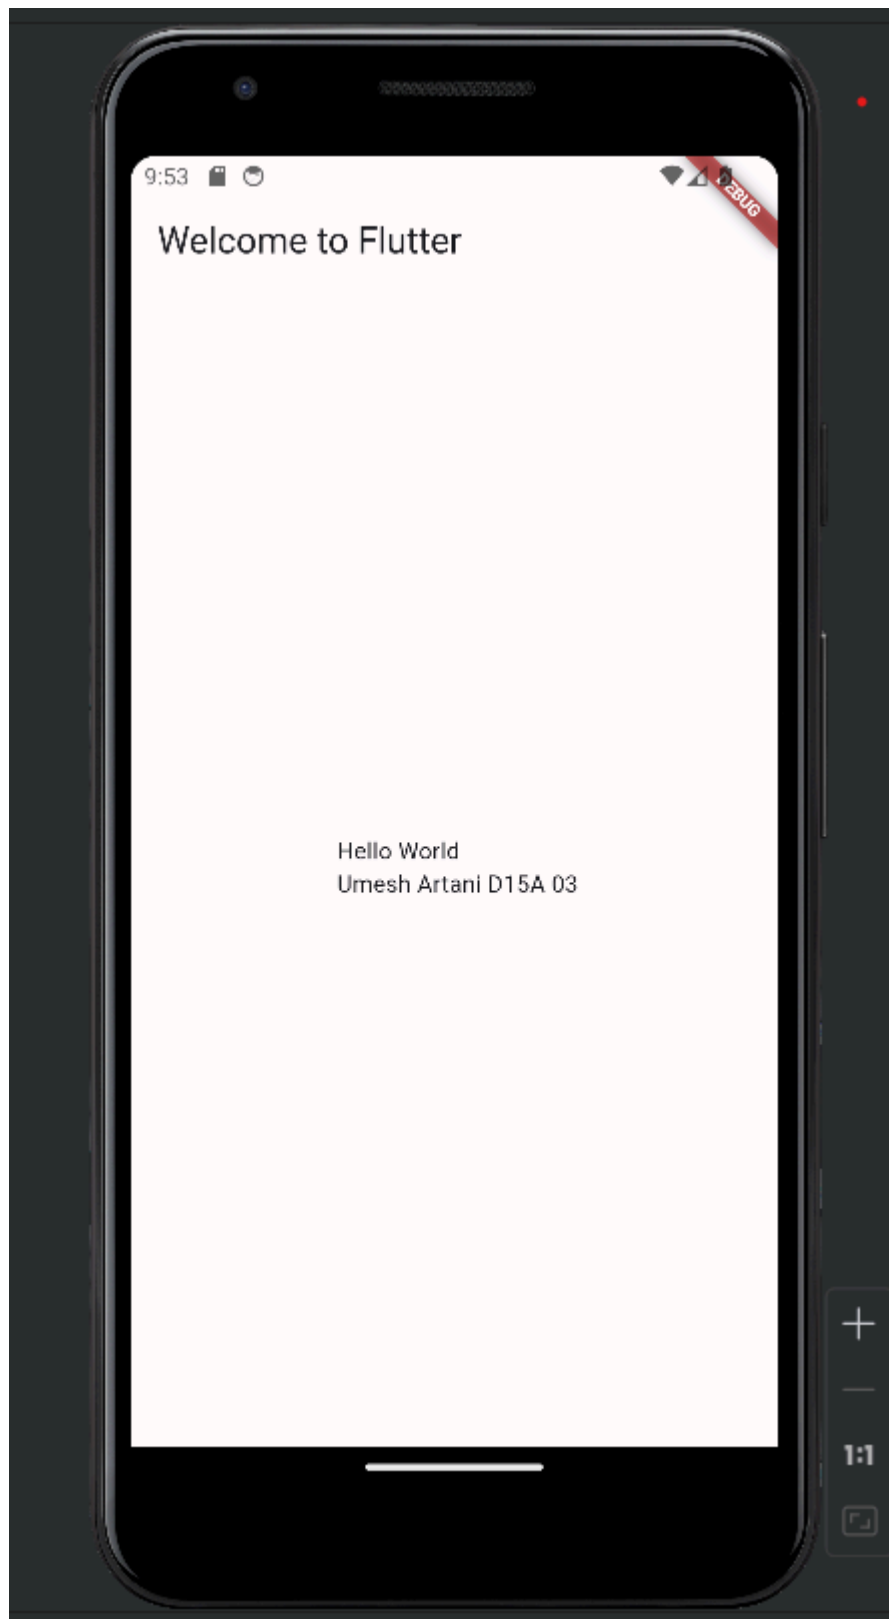 9:53
DEBUG
Welcome to Flutter
Hello World
Umesh Artani D15A 03
1:1